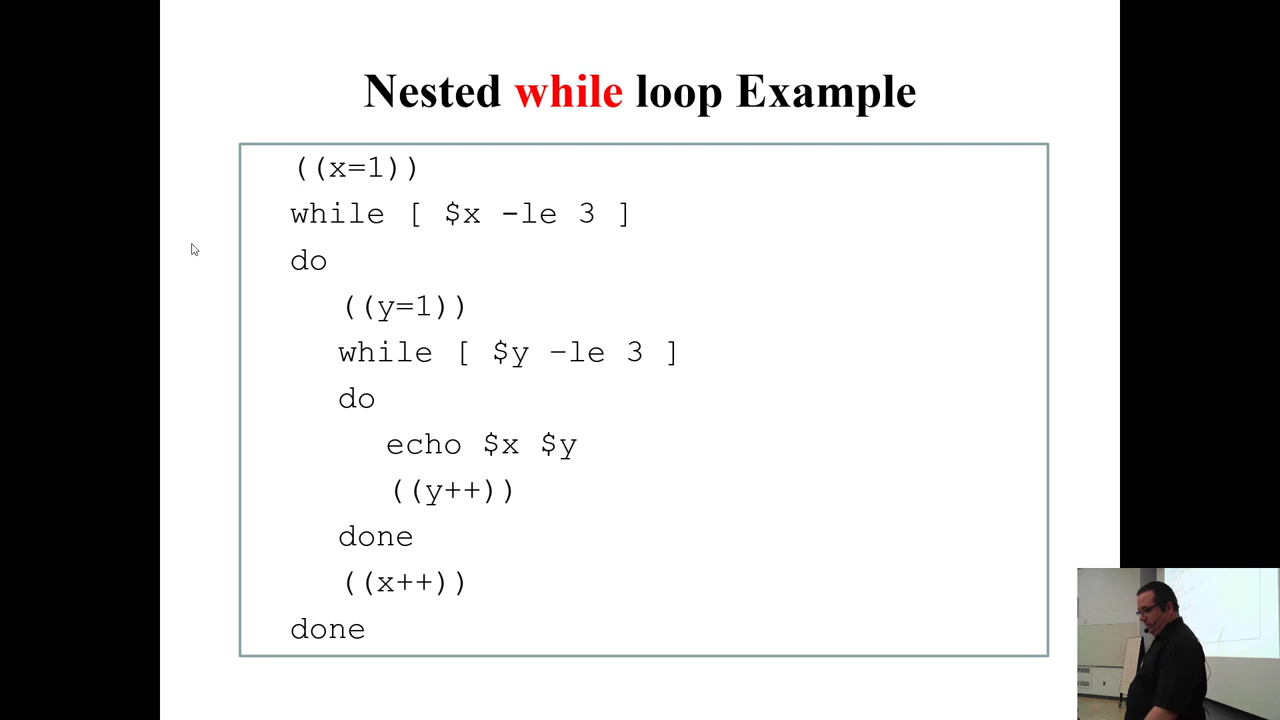 Nested while loop Example
((x=1))
while [ $x -le 3 ]
do
((y=1))
while [ $y –le 3 ]
do
echo $x $y
((y++))
done
((x++))
done